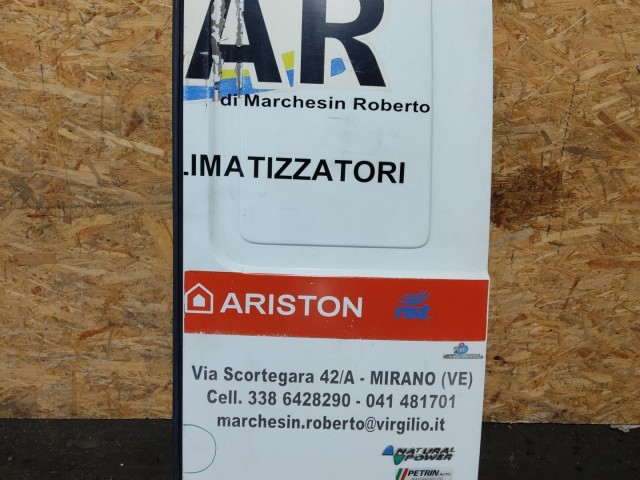 AR
di Marchesin Roberto
LIMATIZZATORI
ARISTON
Via Scortegara 42/A - MIRANO (VE)
Cell. 338 6428290 - 041 481701
marchesin.roberto@virgilio.it
NATURAL
POWER
PETRIN